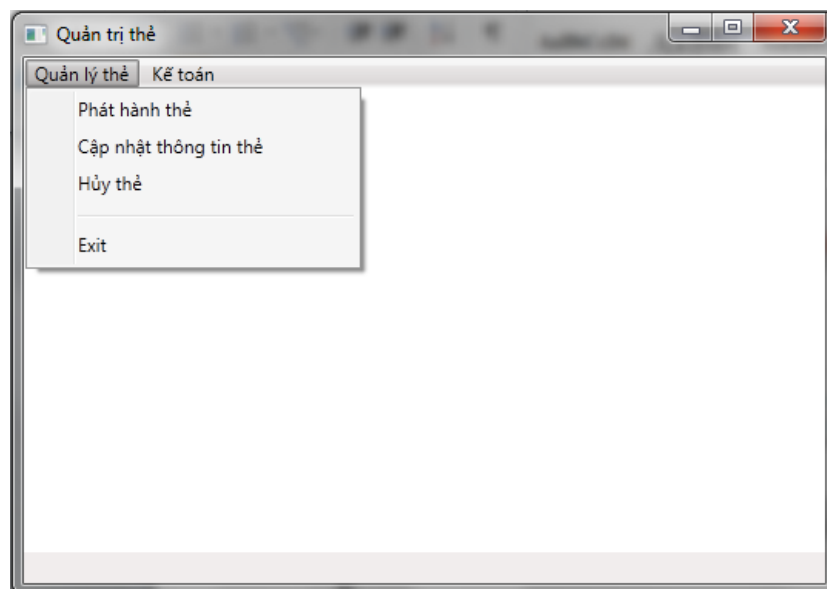 Quản trị thẻ
Quản lý thẻ Kế toán
Phát hành thẻ
Cập nhật thông tin thẻ
Hủy thẻ
Exit